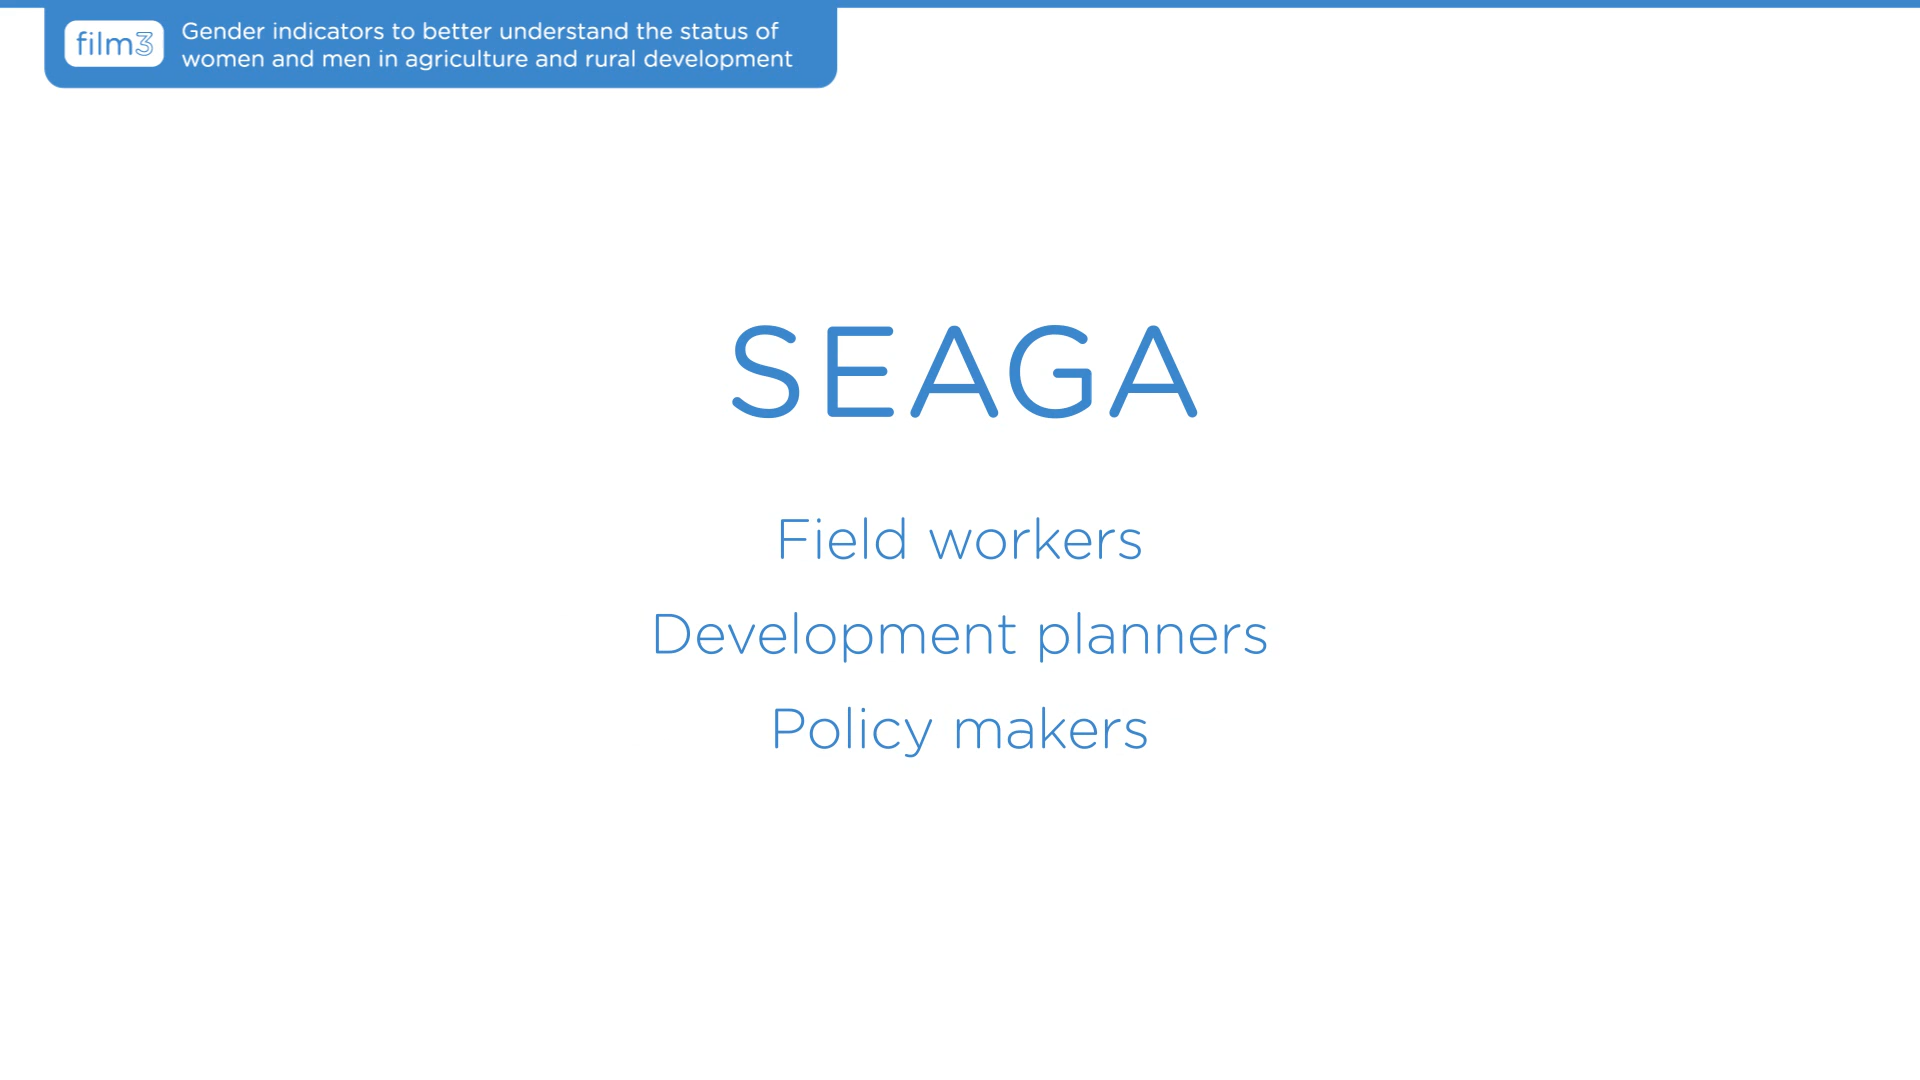 film3
Gender indicators to better understand the status of
women and men in agriculture and rural development
SEAGA
Field workers
Development planners
Policy makers